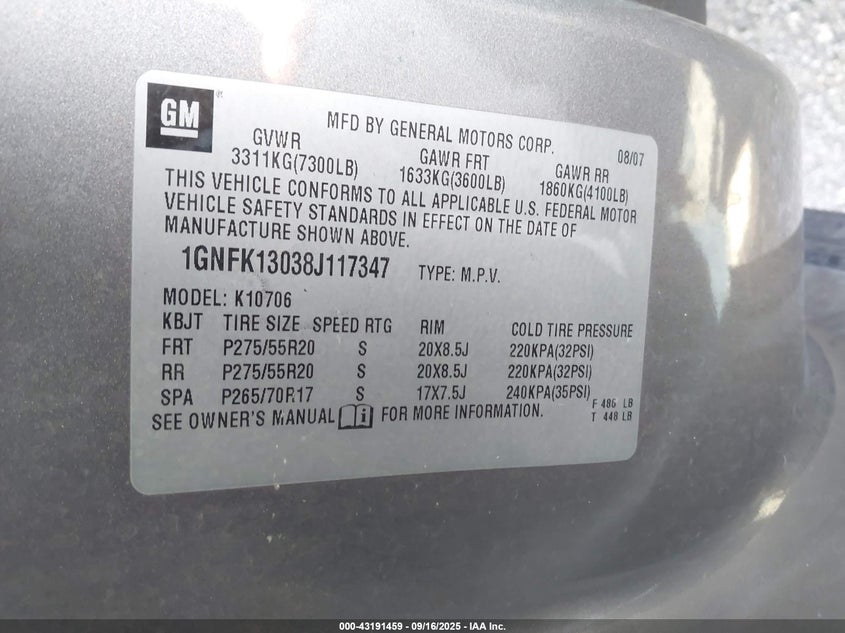 GM
MFD BY GENERAL MOTORS CORP. 08/07
GVWR GAWR FRT GAWR RR
3311KG(7300LB) 1633KG(3600LB) 1860KG(4100LB)
THIS VEHICLE CONFORMS TO ALL APPLICABLE U.S. FEDERAL MOTOR
VEHICLE SAFETY STANDARDS IN EFFECT ON THE DATE OF
MANUFACTURE SHOWN ABOVE.
1GNFK13038J117347 TYPE: M.P.V.
MODEL: K10706
KBJT TIRE SIZE SPEED RTG RIM COLD TIRE PRESSURE
FRT P275/55R20 S 20X8.5J 220KPA(32PSI)
RR P275/55R20 S 20X8.5J 220KPA(32PSI)
SPA P265/70R17 S 17X7.5J 240KPA(35PSI)
SEE OWNER'S MANUAL FOR MORE INFORMATION.
F 486 LB
T 448 LB
000-43191459 - 09/16/2025 - IAA Inc.